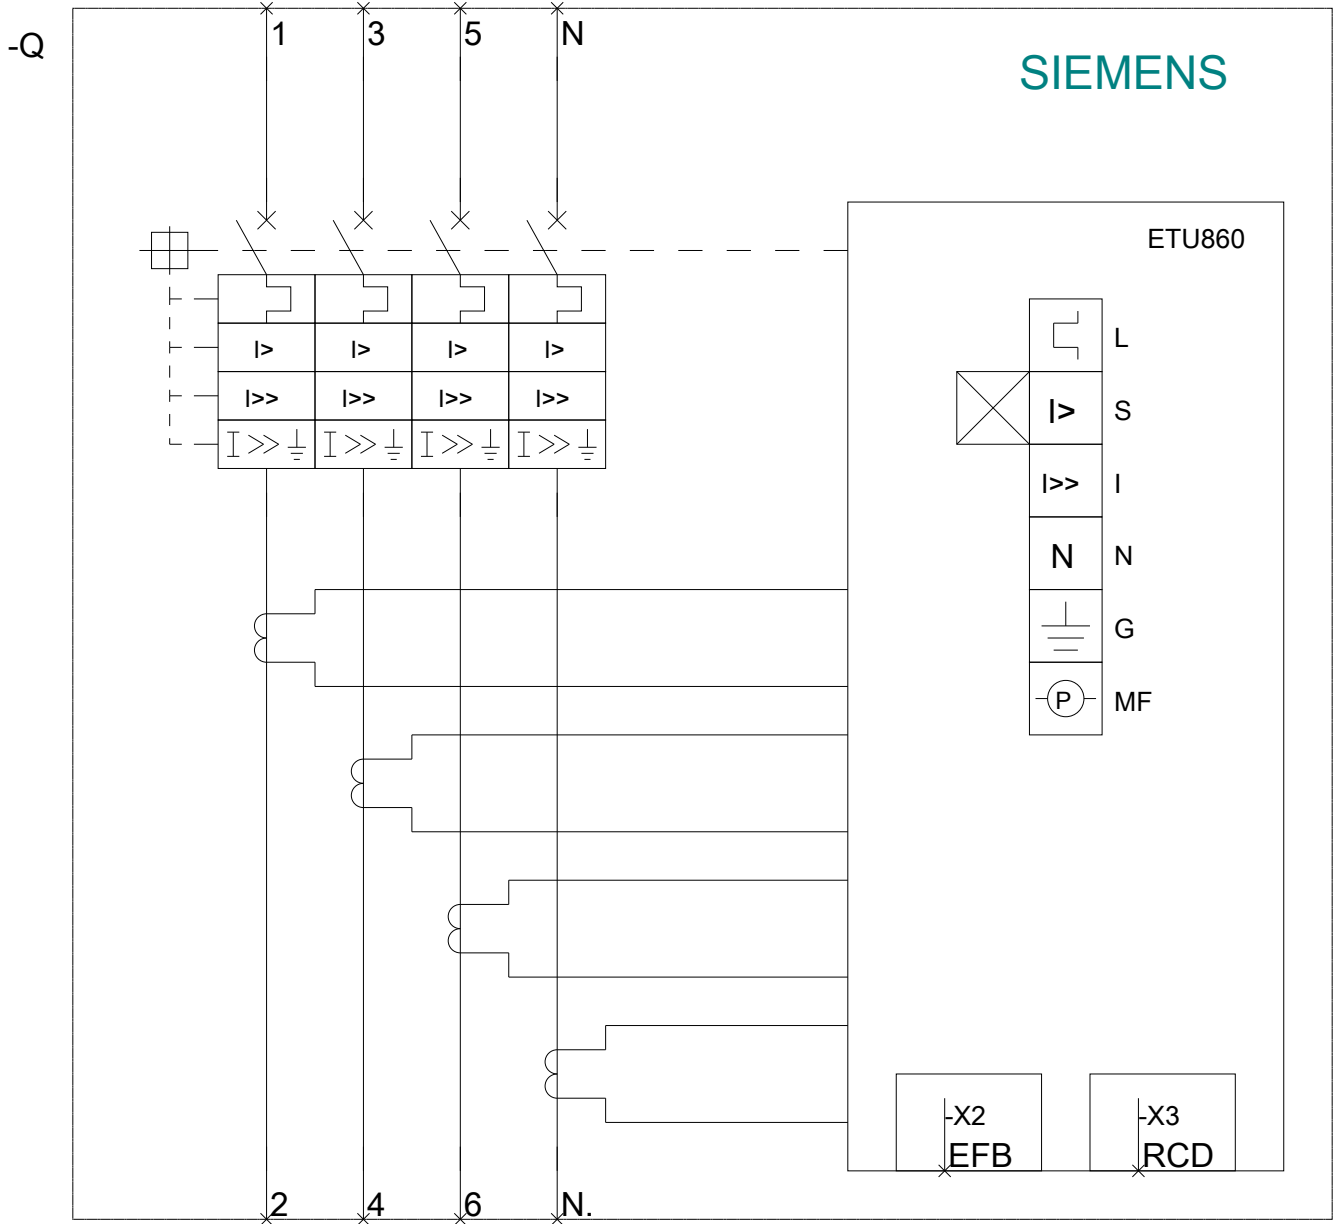 1 3 5 N
-Q
SIEMENS
ETU860
I> I> I> I>
I>> I>> I>> I>>
I>> I>> I>> I>>
L
I> S
I>> I
N N
G
P MF
-X2 -X3
EFB RCD
2 4 6 N.